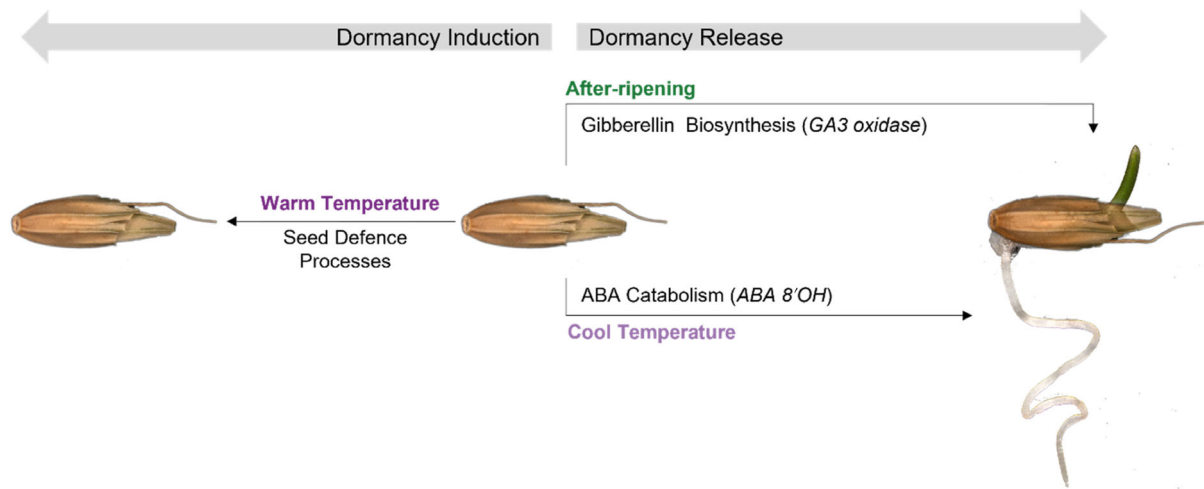 Dormancy Induction
Dormancy Release
After-ripening
Gibberellin Biosynthesis (GA3 oxidase)
Warm Temperature
Seed Defence
Processes
ABA Catabolism (ABA 8′OH)
Cool Temperature